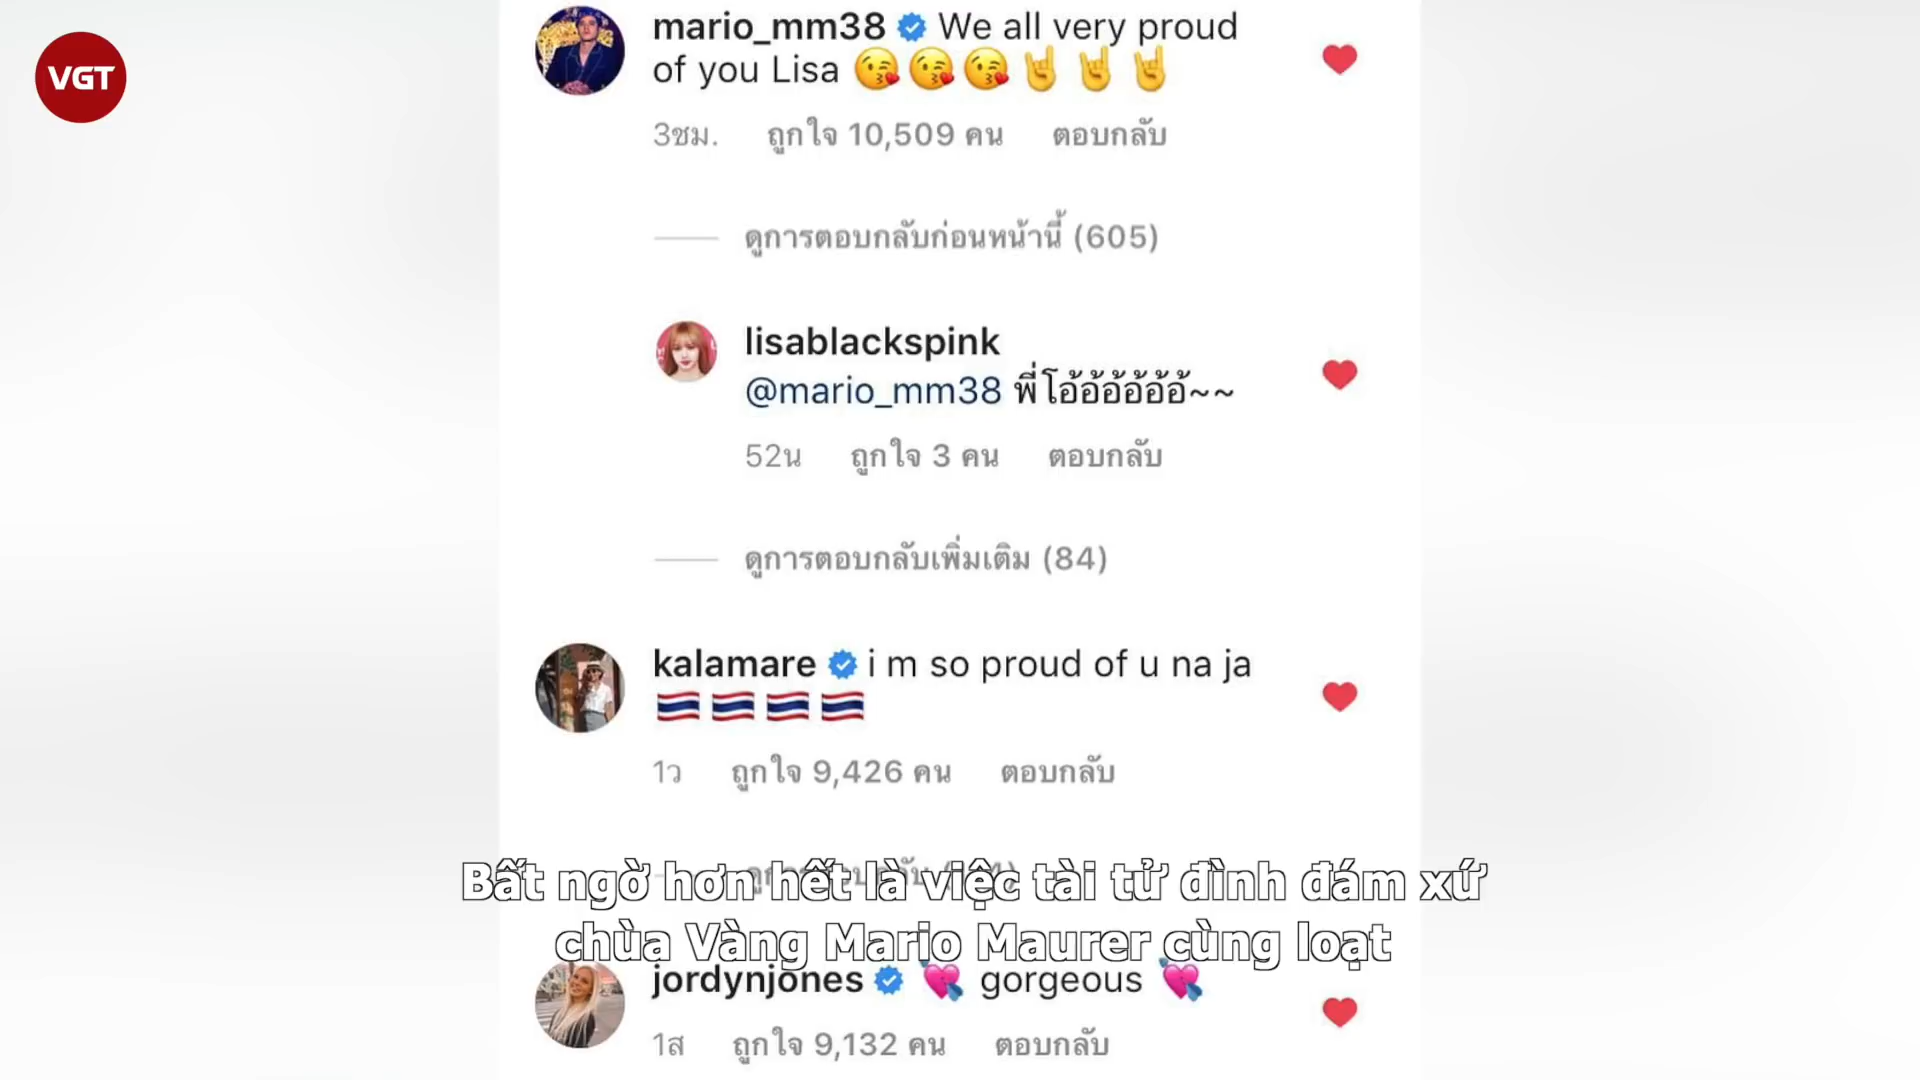 VGT
mario_mm38 We all very proud
of you Lisa 😘😘😘🤘🤘🤘
3ชม. ถูกใจ 10,509 คน ตอบกลับ
ดูการตอบกลับก่อนหน้านี้ (605)
lisablackspink
@mario_mm38 พี่โอ้อ้อ้อ้อ้อ้~~
52น ถูกใจ 3 คน ตอบกลับ
ดูการตอบกลับเพิ่มเติม (84)
kalamare i m so proud of u na ja
🇹🇭🇹🇭🇹🇭🇹🇭
1ว ถูกใจ 9,426 คน ตอบกลับ
Bất ngờ hơn hết là việc tài tử đình đám xứ
chùa Vàng Mario Maurer cùng loạt
jordynjones 💘 gorgeous 💘
1ส ถูกใจ 9,132 คน ตอบกลับ